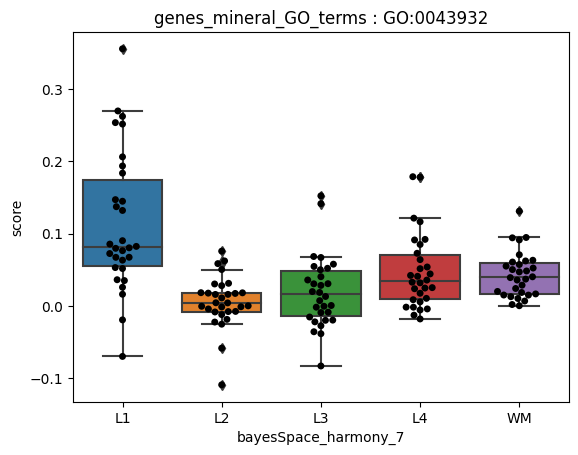 genes_mineral_GO_terms : GO:0043932
score
0.3
0.2
0.1
0.0
−0.1
L1
L2
L3
L4
WM
bayesSpace_harmony_7